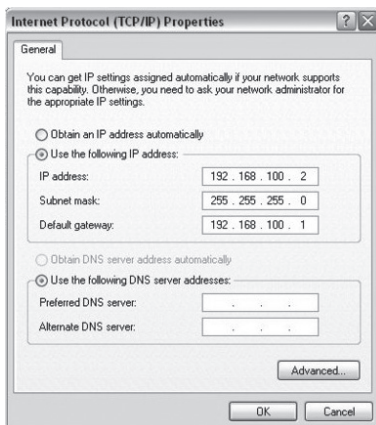 Internet Protocol (TCP/IP) Properties
General
You can get IP settings assigned automatically if your network supports
this capability. Otherwise, you need to ask your network administrator for
the appropriate IP settings.
Obtain an IP address automatically
Use the following IP address:
IP address: 192 . 168 . 100 . 2
Subnet mask: 255 . 255 . 255 . 0
Default gateway: 192 . 168 . 100 . 1
Obtain DNS server address automatically
Use the following DNS server addresses:
Preferred DNS server: . . .
Alternate DNS server: . . .
Advanced...
OK Cancel